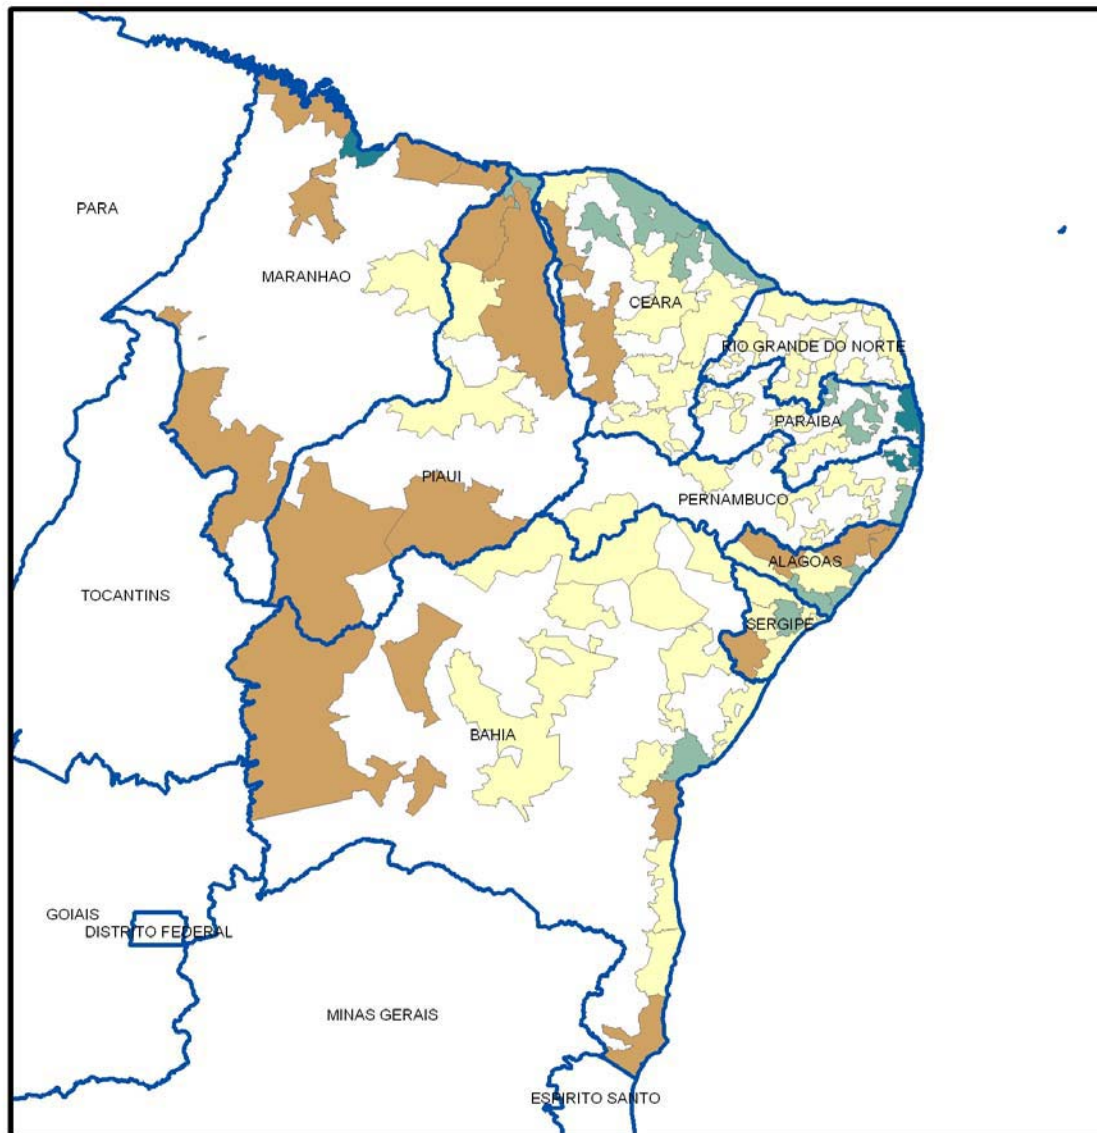 PARA
MARANHAO
CEARA
RIO GRANDE DO NORTE
PARAIBA
PIAUI
PERNAMBUCO
ALAGOAS
TOCANTINS
SERGIPE
BAHIA
GOIAIS
DISTRITO FEDERAL
MINAS GERAIS
ESPIRITO SANTO